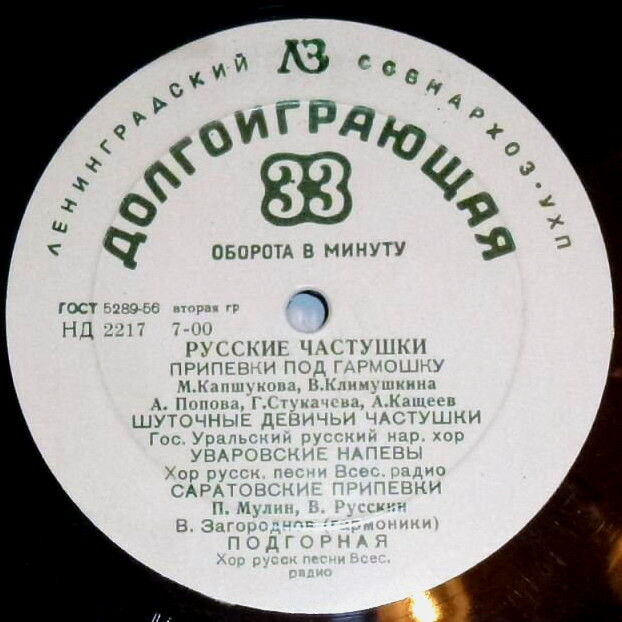 ЛЕНИНГРАДСКИЙ ЛЗ СОВНАРХОЗ·УХП
ДОЛГОИГРАЮЩАЯ
33
ОБОРОТА В МИНУТУ
ГОСТ 5289-56 вторая гр
НД 2217 7-00
РУССКИЕ ЧАСТУШКИ
ПРИПЕВКИ ПОД ГАРМОШКУ
М.Капшукова, В.Климушкина
А. Попова, Г.Стукачева, А.Кащеев
ШУТОЧНЫЕ ДЕВИЧЬИ ЧАСТУШКИ
Гос. Уральский русский нар. хор
УВАРОВСКИЕ НАПЕВЫ
Хор русск. песни Всес. радио
САРАТОВСКИЕ ПРИПЕВКИ
П. Мулин, В. Русскин
В. Загороднов (гармоники)
ПОДГОРНАЯ
Хор русск песни Всес.
радио